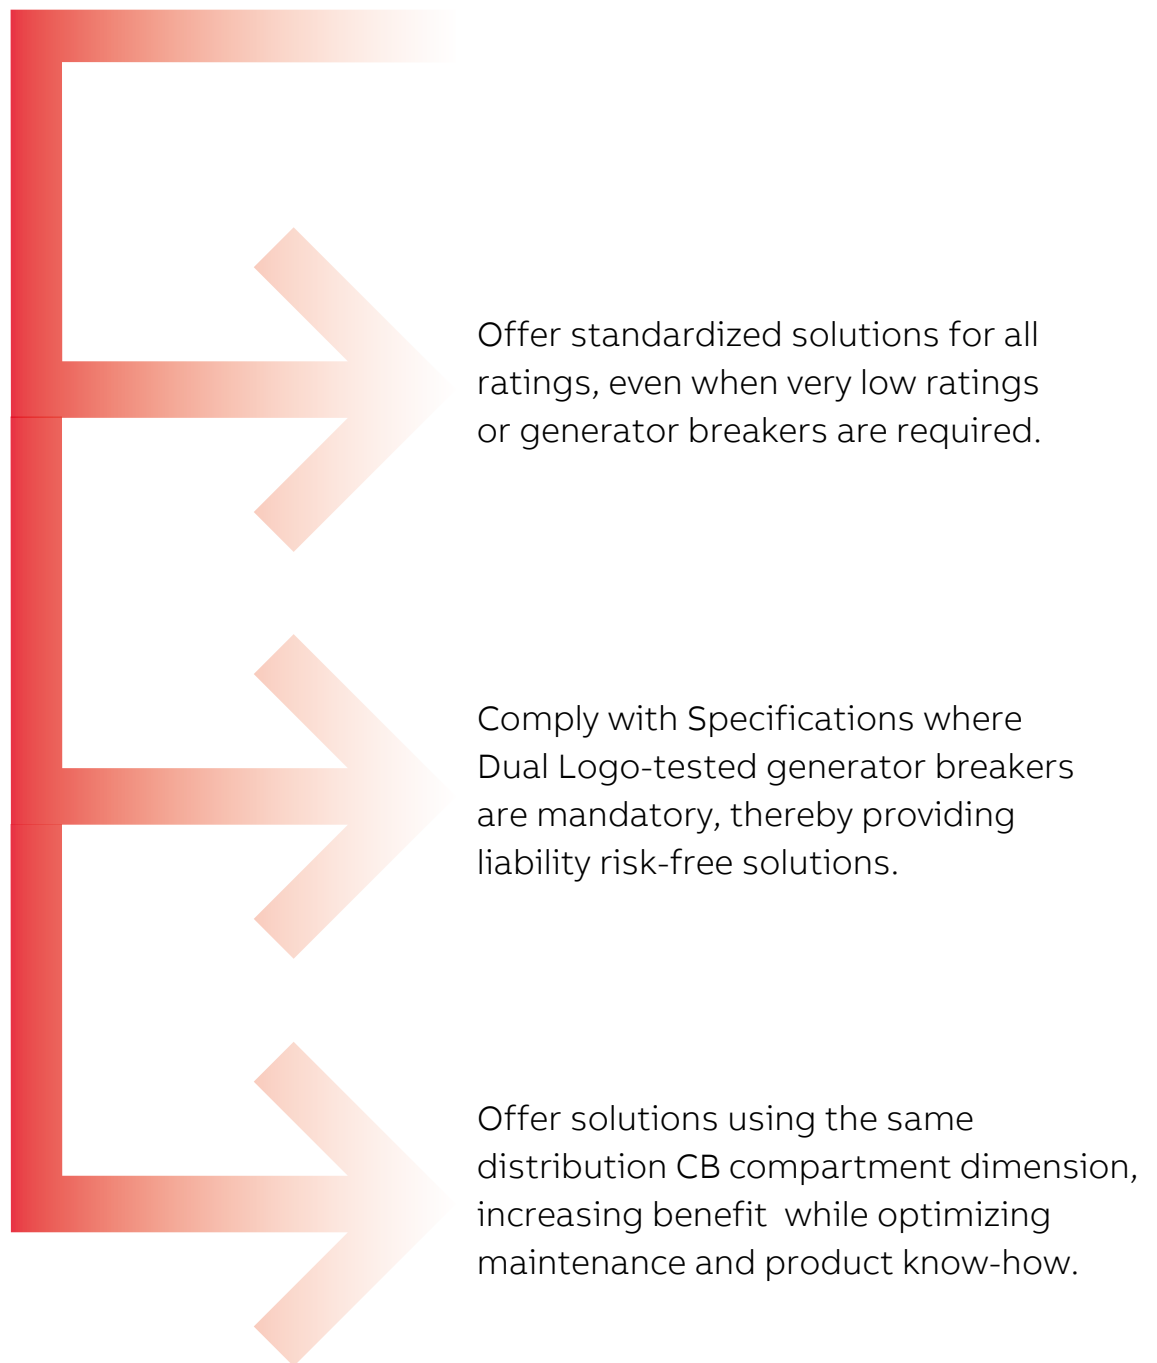 Offer standardized solutions for all
ratings, even when very low ratings
or generator breakers are required.
Comply with Specifications where
Dual Logo-tested generator breakers
are mandatory, thereby providing
liability risk-free solutions.
Offer solutions using the same
distribution CB compartment dimension,
increasing benefit  while optimizing
maintenance and product know-how.